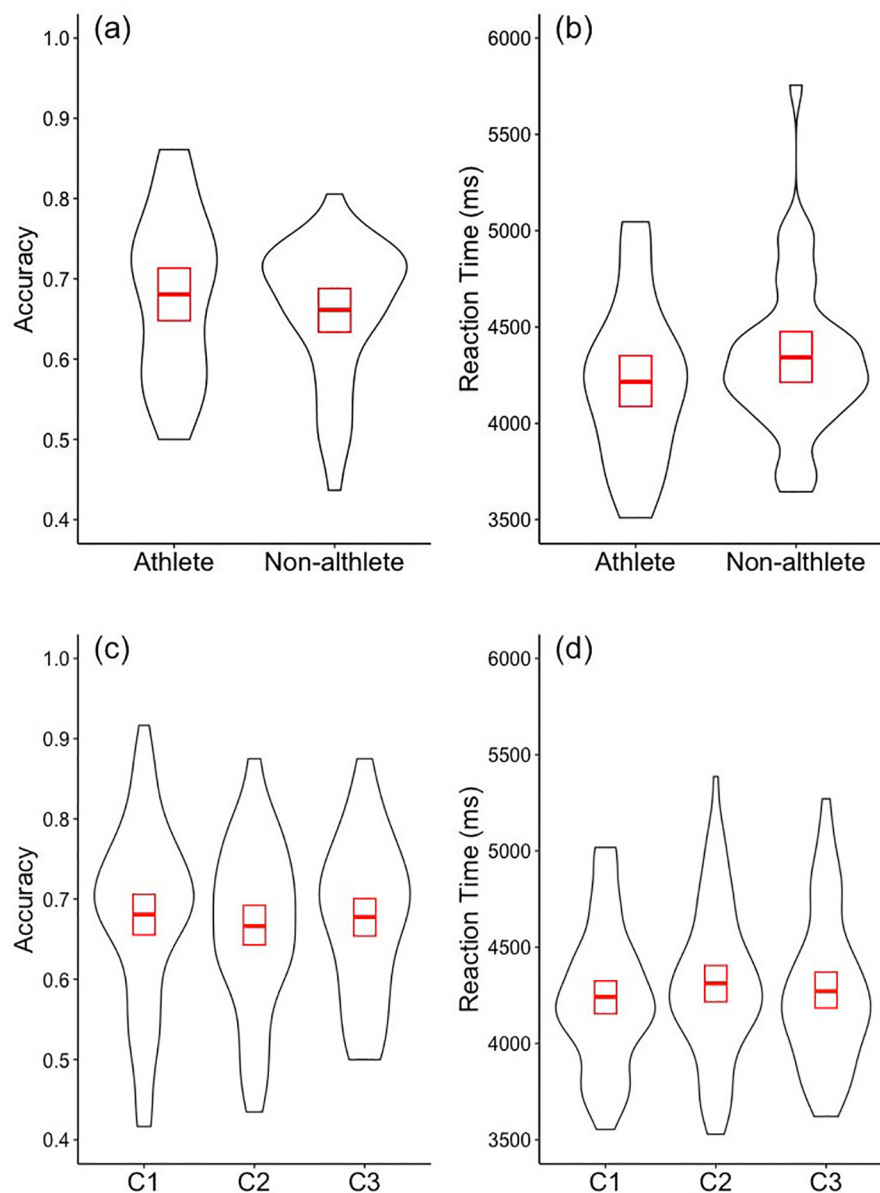 (a)
Accuracy
1.0
0.9
0.8
0.7
0.6
0.5
0.4
Athlete Non-althlete
(b)
Reaction Time (ms)
6000
5500
5000
4500
4000
3500
Athlete Non-althlete
(c)
Accuracy
1.0
0.9
0.8
0.7
0.6
0.5
0.4
C1 C2 C3
(d)
Reaction Time (ms)
6000
5500
5000
4500
4000
3500
C1 C2 C3